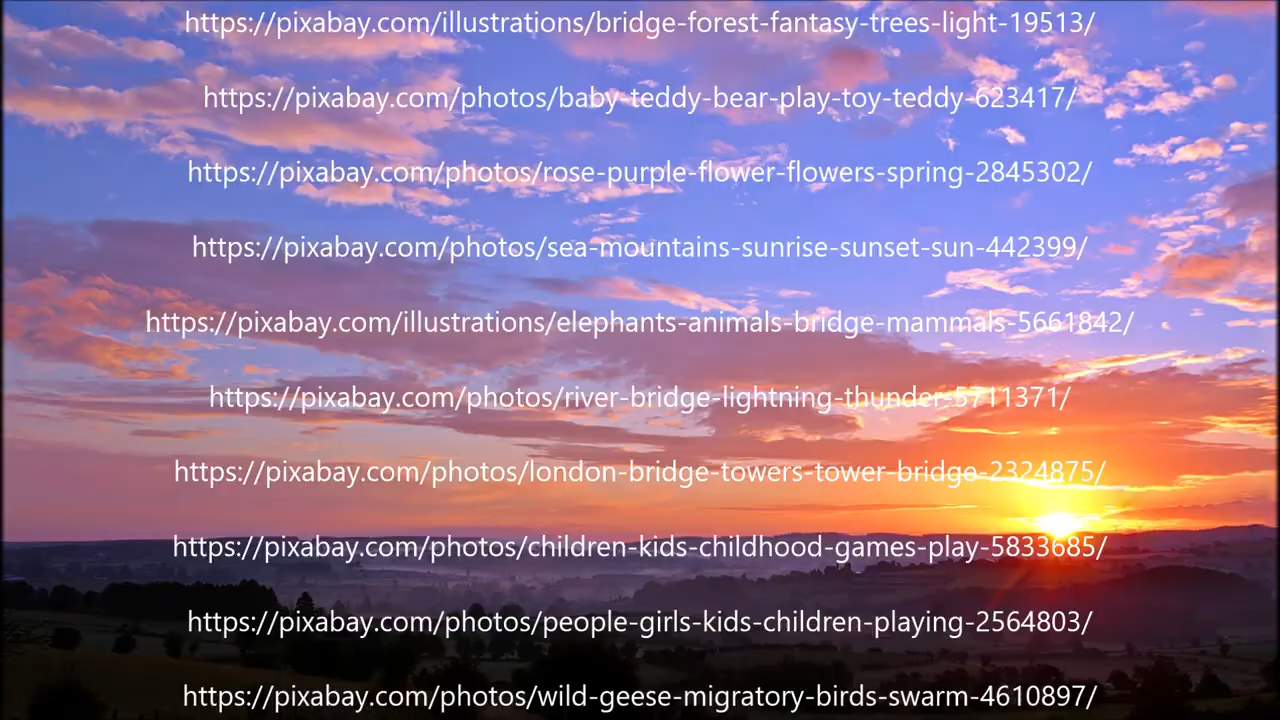 https://pixabay.com/illustrations/bridge-forest-fantasy-trees-light-19513/
https://pixabay.com/photos/baby-teddy-bear-play-toy-teddy-623417/
https://pixabay.com/photos/rose-purple-flower-flowers-spring-2845302/
https://pixabay.com/photos/sea-mountains-sunrise-sunset-sun-442399/
https://pixabay.com/illustrations/elephants-animals-bridge-mammals-5661842/
https://pixabay.com/photos/river-bridge-lightning-thunder-5711371/
https://pixabay.com/photos/london-bridge-towers-tower-bridge-2324875/
https://pixabay.com/photos/children-kids-childhood-games-play-5833685/
https://pixabay.com/photos/people-girls-kids-children-playing-2564803/
https://pixabay.com/photos/wild-geese-migratory-birds-swarm-4610897/